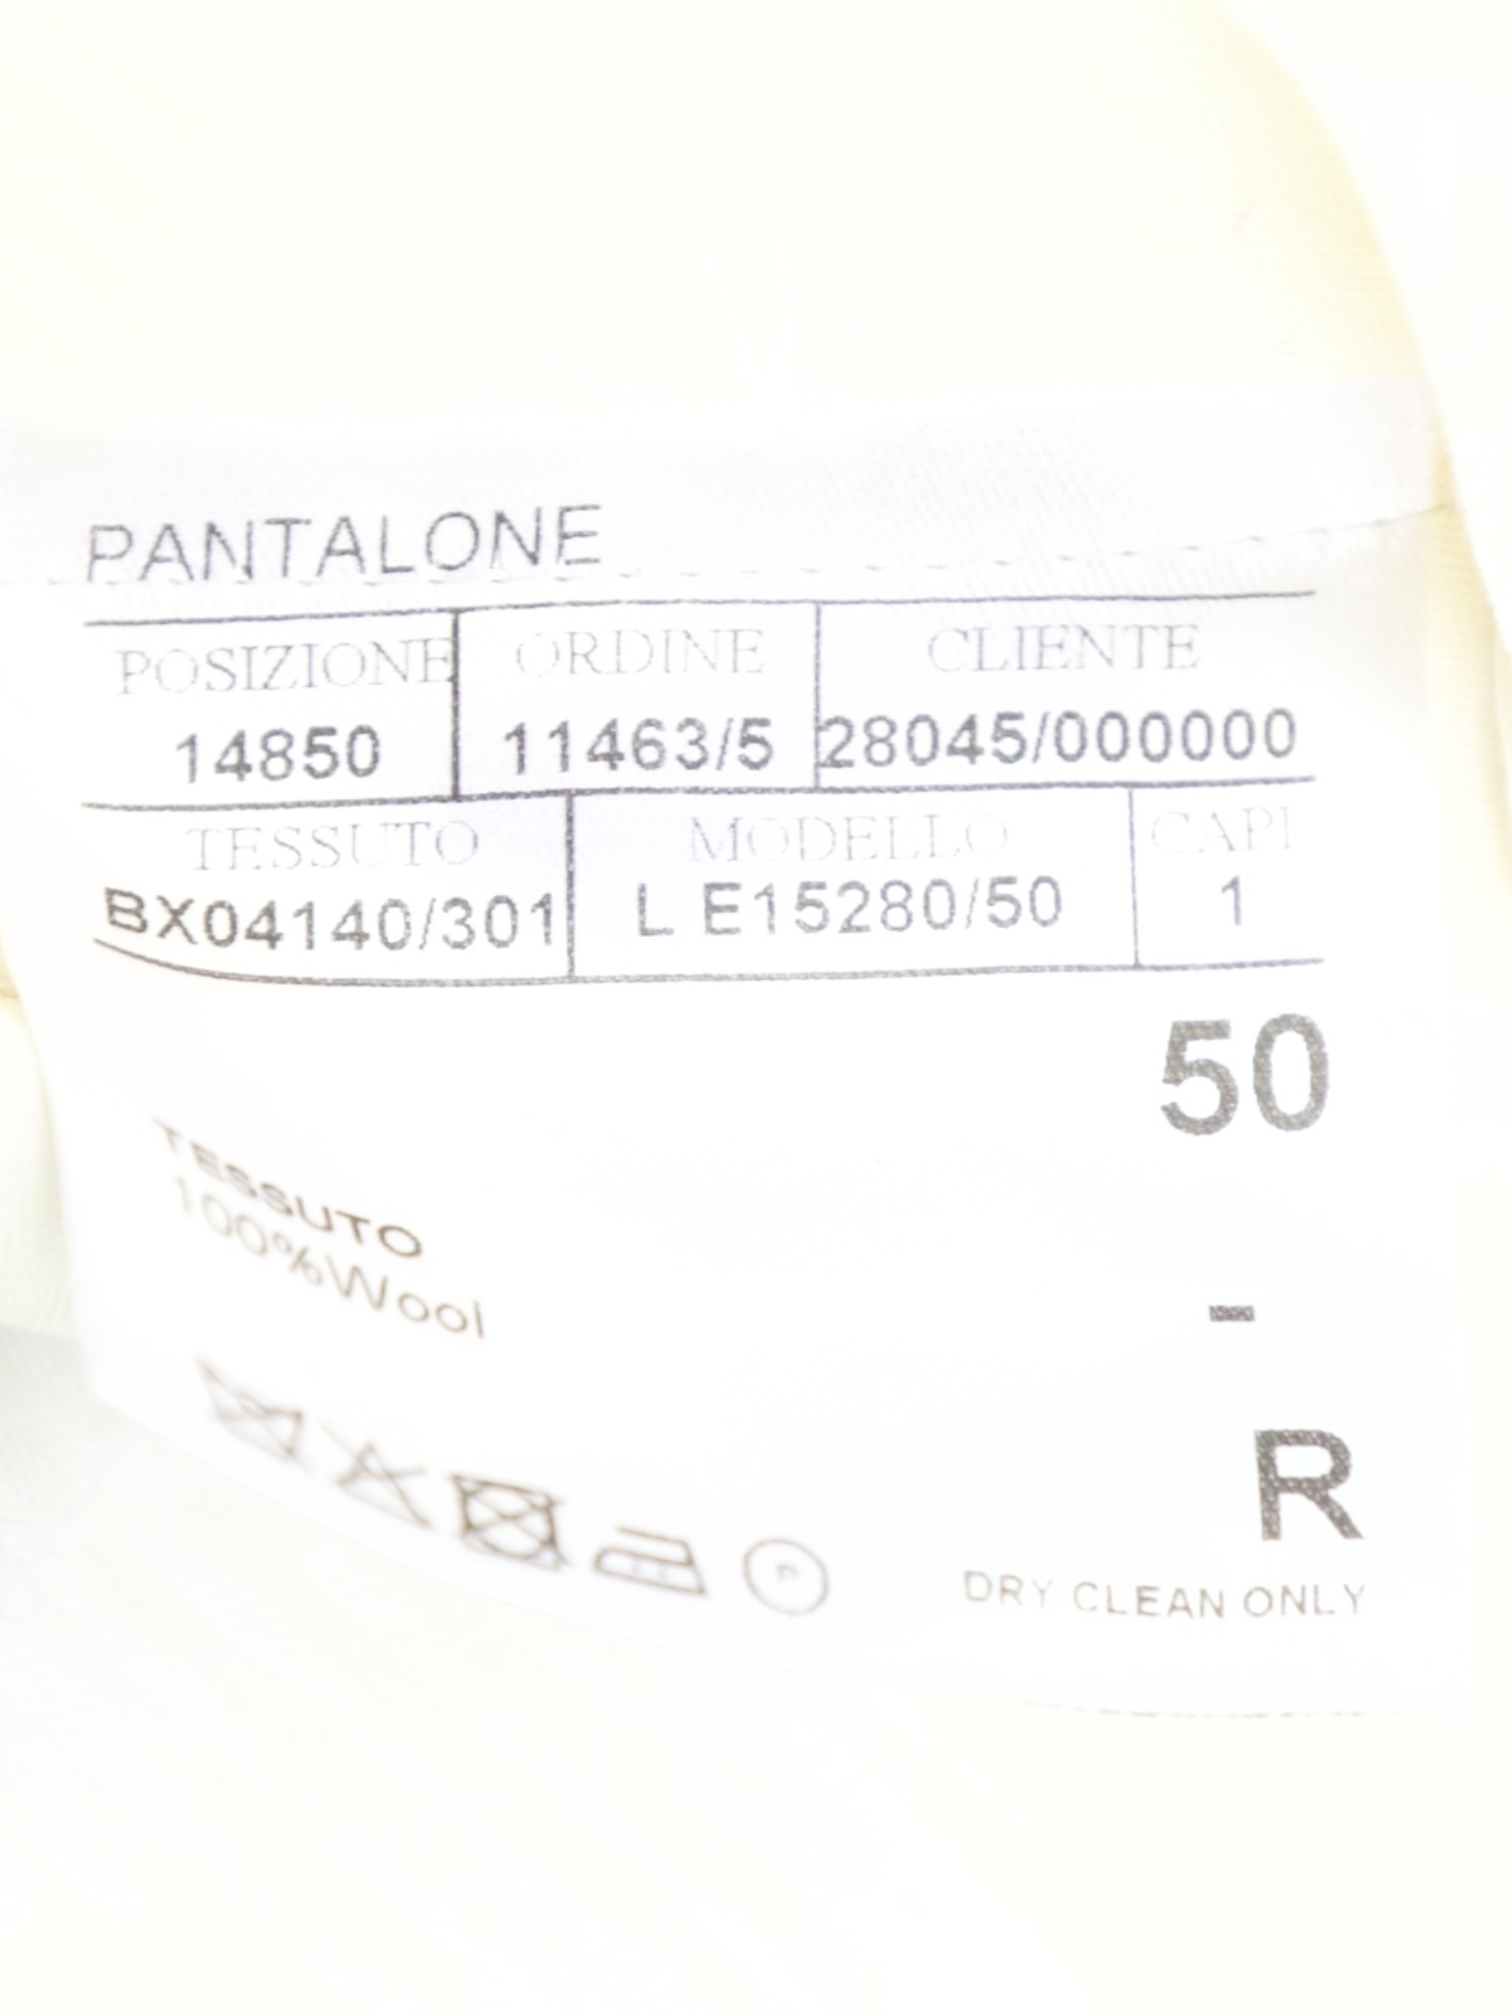 PANTALONE
POSIZIONE ORDINE CLIENTE
14850 11463/5 28045/000000
TESSUTO MODELLO CAPI
BX04140/301 L E15280/50 1
50
TESSUTO
100%Wool
-
R
P
DRY CLEAN ONLY